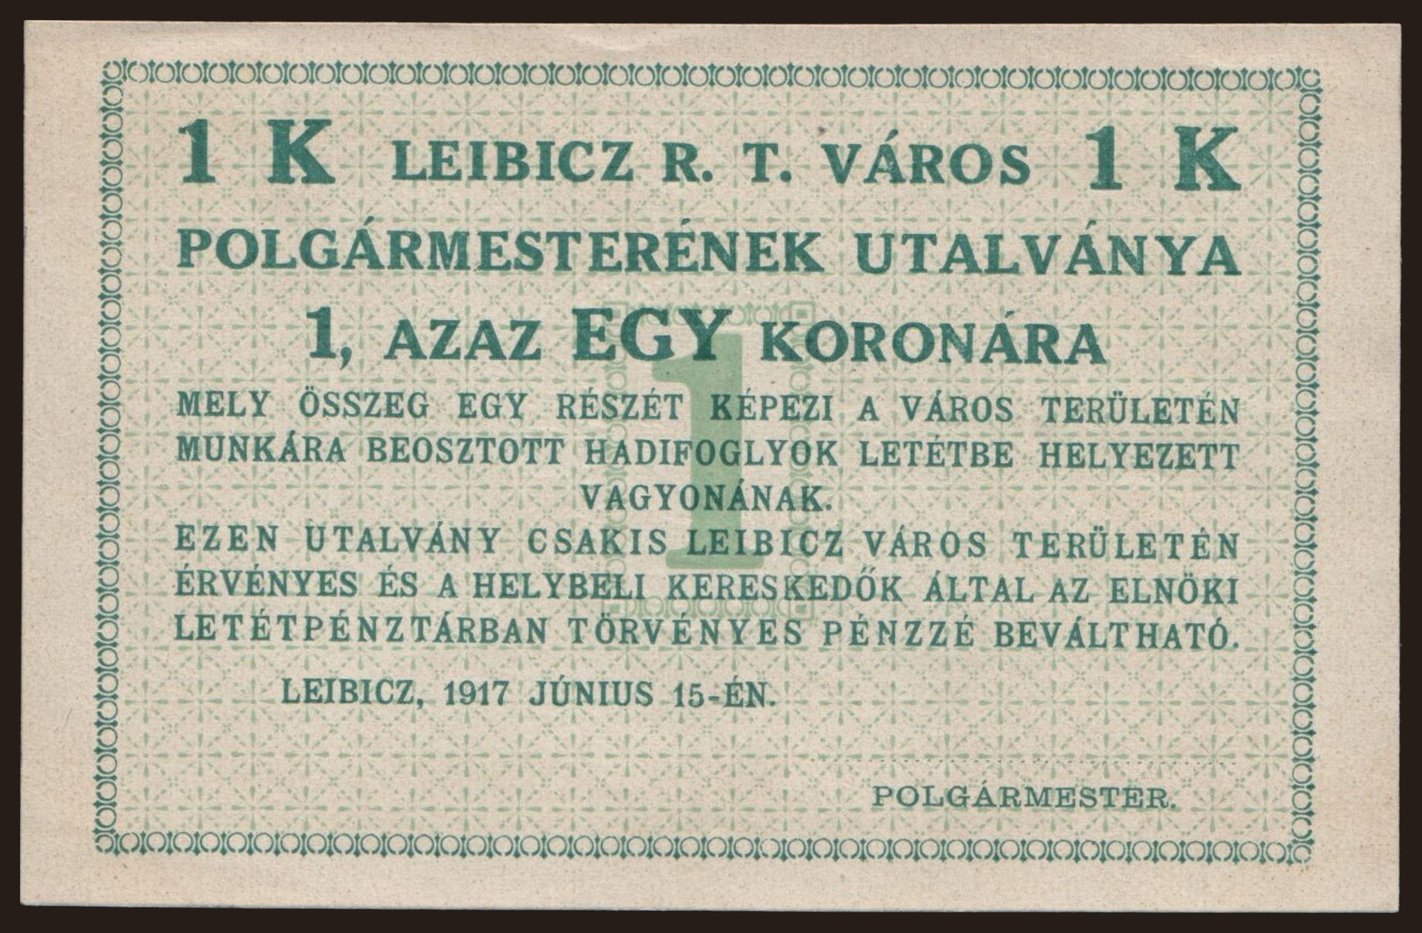 1 K LEIBICZ R. T. VÁROS 1 K
POLGÁRMESTERÉNEK UTALVÁNYA
1, AZAZ EGY KORONÁRA
MELY ÖSSZEG EGY RÉSZÉT KÉPEZI A VÁROS TERÜLETÉN
MUNKÁRA BEOSZTOTT HADIFOGLYOK LETÉTBE HELYEZETT
VAGYONÁNAK.
EZEN UTALVÁNY CSAKIS LEIBICZ VÁROS TERÜLETÉN
ÉRVÉNYES ÉS A HELYBELI KERESKEDŐK ÁLTAL AZ ELNÖKI
LETÉTPÉNZTÁRBAN TÖRVÉNYES PÉNZZÉ BEVÁLTHATÓ.
1
LEIBICZ, 1917 JÚNIUS 15-ÉN.
POLGÁRMESTER.